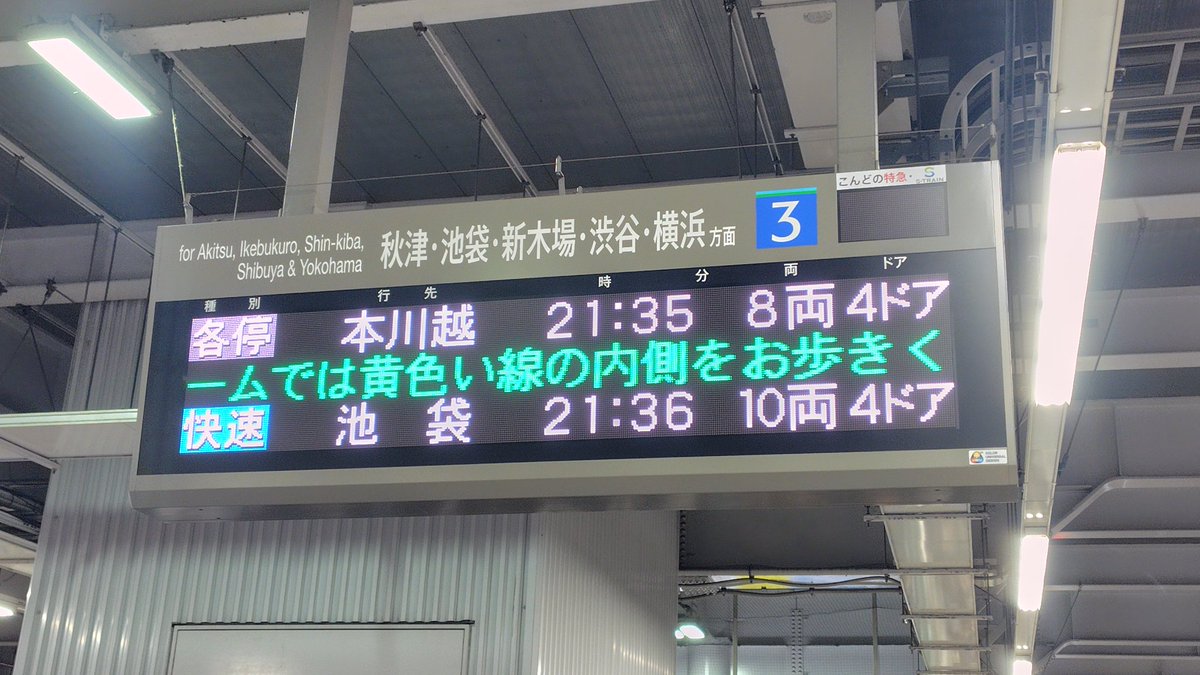 こんどの特急・S-TRAIN
for Akitsu, Ikebukuro, Shin-kiba,
Shibuya & Yokohama
秋津・池袋・新木場・渋谷・横浜方面
3
種別 行先 時 分 両 ドア
各停 本川越 21:35 8両 4ドア
ームでは黄色い線の内側をお歩きく
快速 池袋 21:36 10両 4ドア
COLOR UNIVERSAL DESIGN